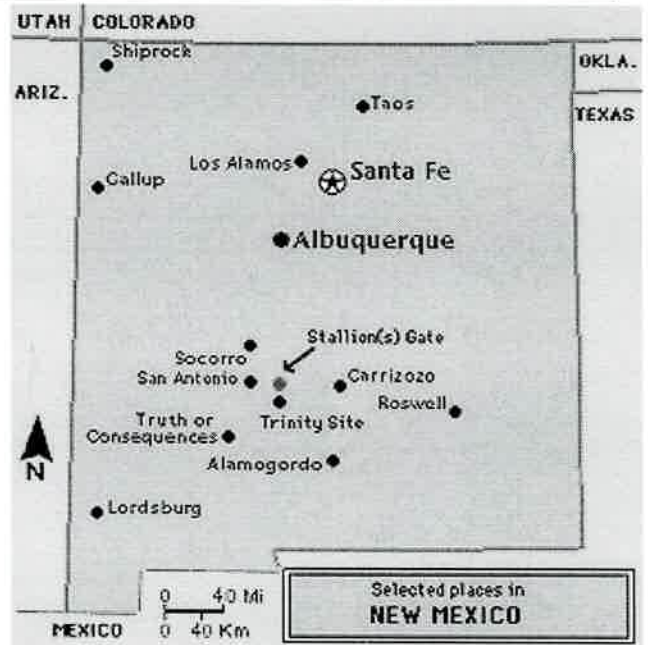 UTAH COLORADO
Shiprock
OKLA.
ARIZ.
Taos
TEXAS
Los Alamos
Santa Fe
Gallup
Albuquerque
Stallion(s) Gate
Socorro
San Antonio
Carrizozo
Roswell
Trinity Site
Truth or
Consequences
Alamogordo
N
Lordsburg
0 40 Mi
0 40 Km
Selected places in
NEW MEXICO
MEXICO